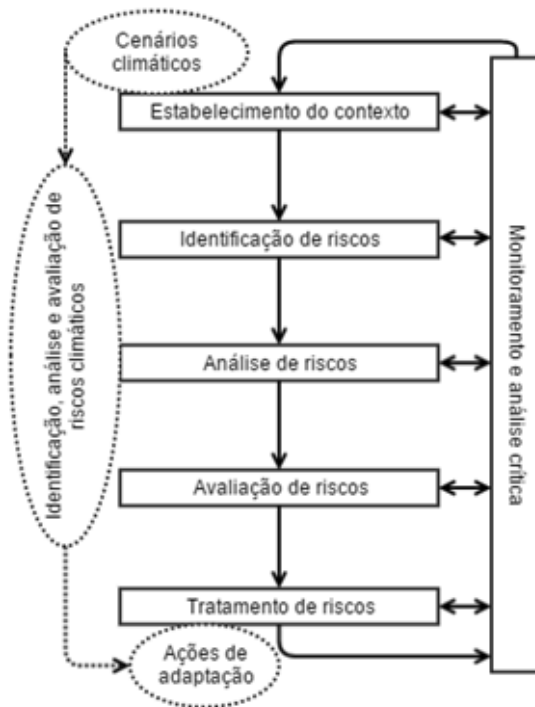 Cenários
climáticos
Estabelecimento do contexto
Identificação de riscos
Análise de riscos
Avaliação de riscos
Tratamento de riscos
Ações de
adaptação
Identificação, análise e avaliação de
riscos climáticos
Monitoramento e análise crítica